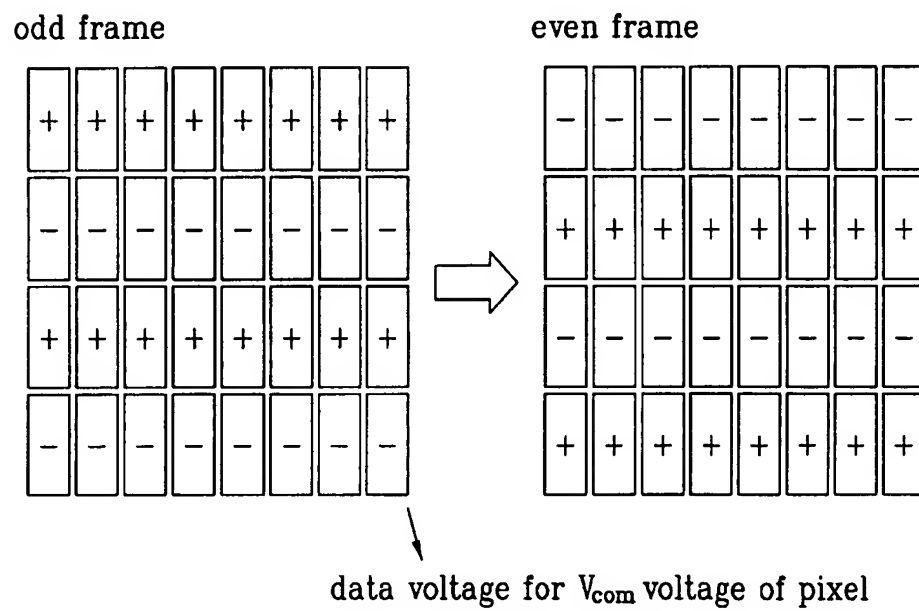 odd frame
even frame
+ + + + + + + +
- - - - - - - -
- - - - - - - -
+ + + + + + + +
+ + + + + + + +
- - - - - - - -
- - - - - - - -
+ + + + + + + +
data voltage for Vcom voltage of pixel